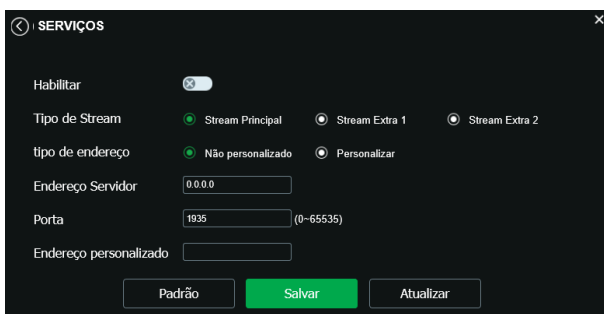 SERVIÇOS
Habilitar
Tipo de Stream Stream Principal Stream Extra 1 Stream Extra 2
tipo de endereço Não personalizado Personalizar
Endereço Servidor 0.0.0.0
Porta 1935 (0~65535)
Endereço personalizado
Padrão Salvar Atualizar